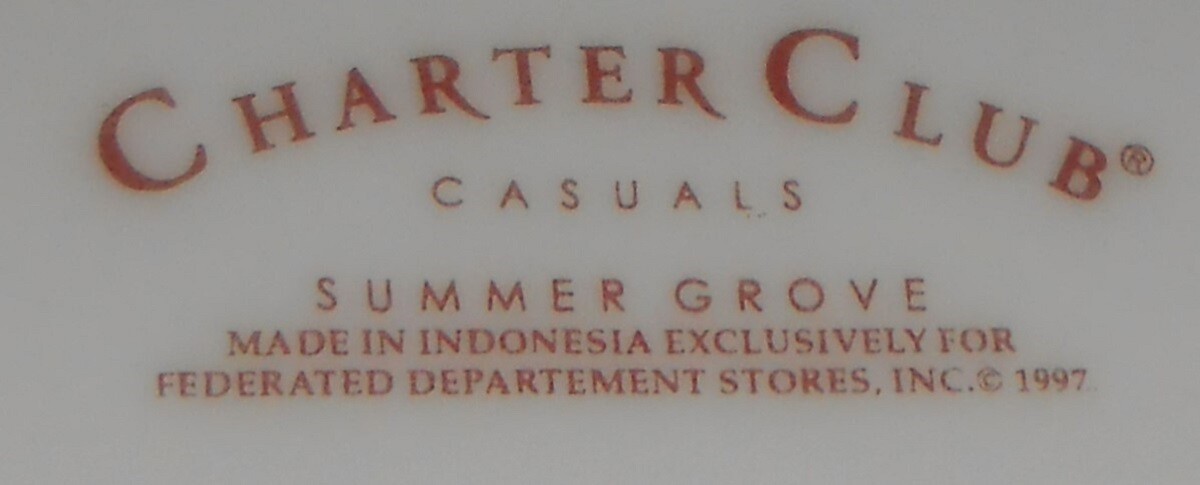 CHARTER CLUB®
CASUALS
SUMMER GROVE
MADE IN INDONESIA EXCLUSIVELY FOR
FEDERATED DEPARTEMENT STORES, INC.© 1997